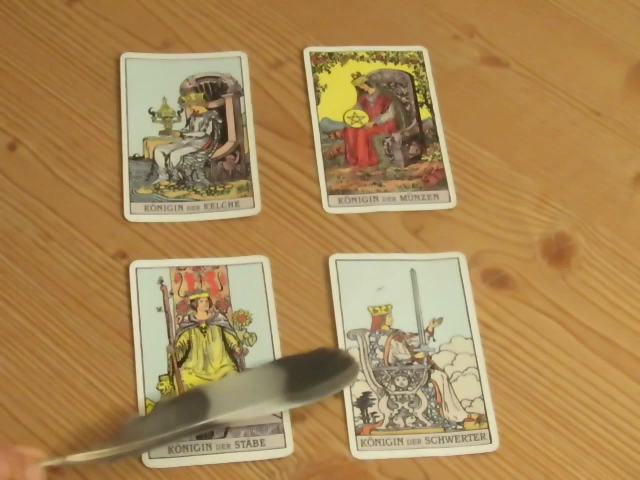 KÖNIGIN DER KELCHE
KÖNIGIN DER MÜNZEN
KÖNIGIN DER STÄBE
KÖNIGIN DER SCHWERTER